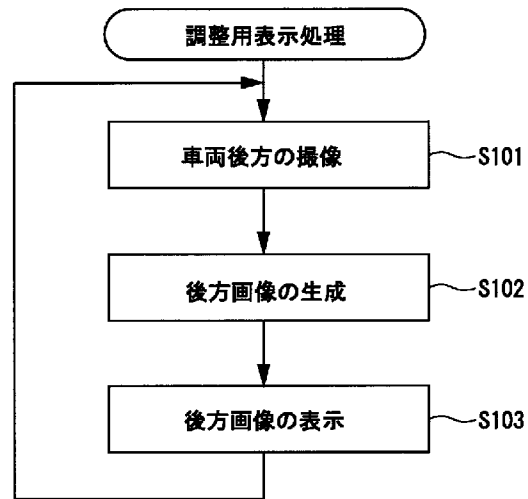 調整用表示処理
車両後方の撮像
S101
後方画像の生成
S102
後方画像の表示
S103